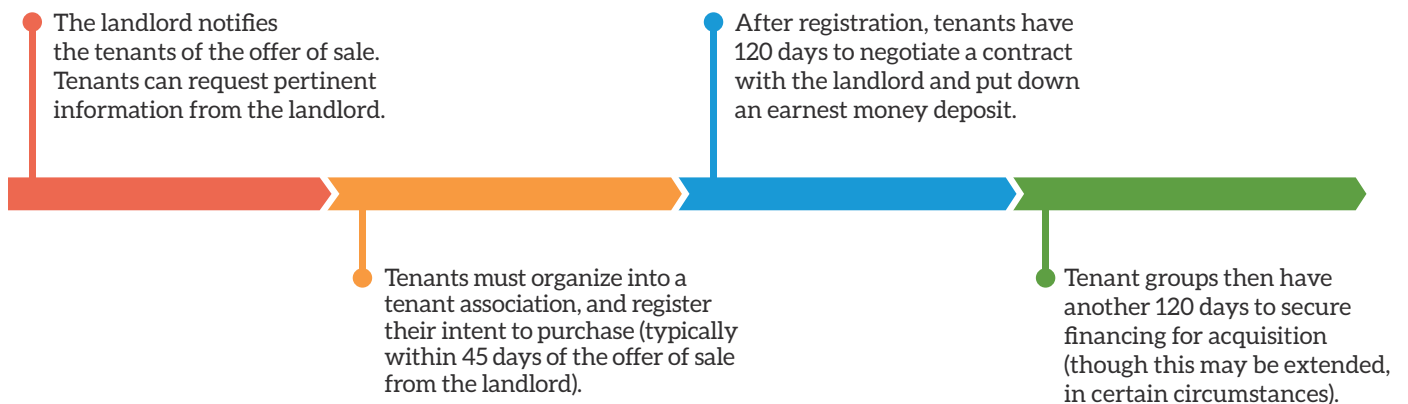 The landlord notifies
the tenants of the offer of sale.
Tenants can request pertinent
information from the landlord.
Tenants must organize into a
tenant association, and register
their intent to purchase (typically
within 45 days of the offer of sale
from the landlord).
After registration, tenants have
120 days to negotiate a contract
with the landlord and put down
an earnest money deposit.
Tenant groups then have
another 120 days to secure
financing for acquisition
(though this may be extended,
in certain circumstances).